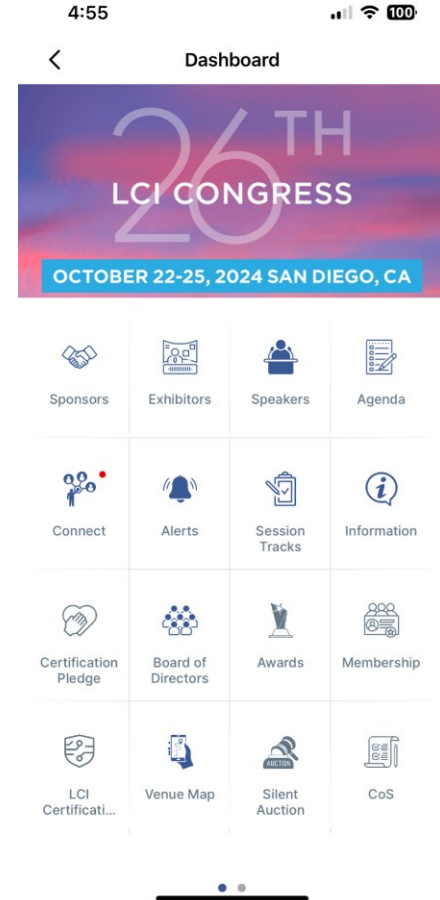 4:55
100
Dashboard
26TH
LCI CONGRESS
OCTOBER 22-25, 2024 SAN DIEGO, CA
Sponsors
Exhibitors
Speakers
Agenda
Connect
Alerts
Session
Tracks
Information
Certification
Pledge
Board of
Directors
Awards
Membership
LCI
Certificati...
Venue Map
AUCTION
Silent
Auction
CoS